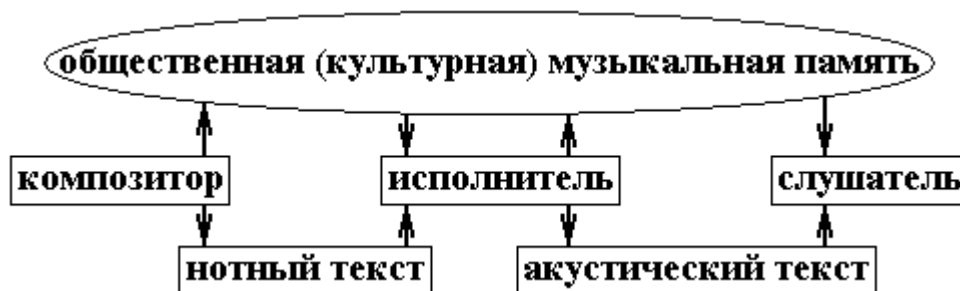 общественная (культурная) музыкальная память
композитор исполнитель слушатель
нотный текст акустический текст